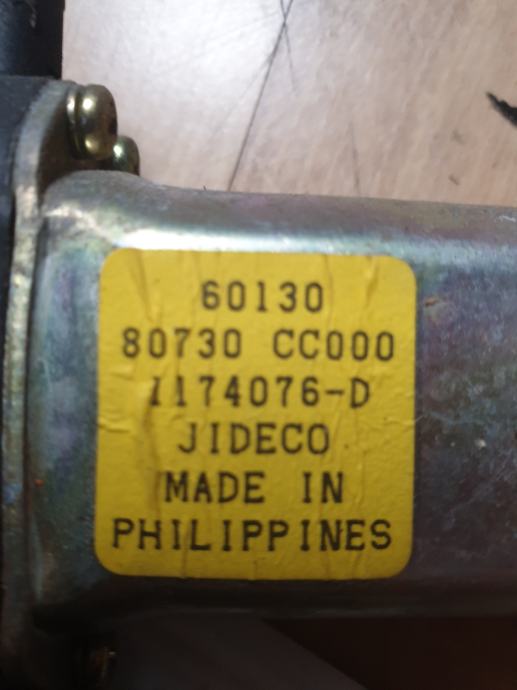 60130
80730 CC000
1174076-D
JIDECO
MADE IN
PHILIPPINES